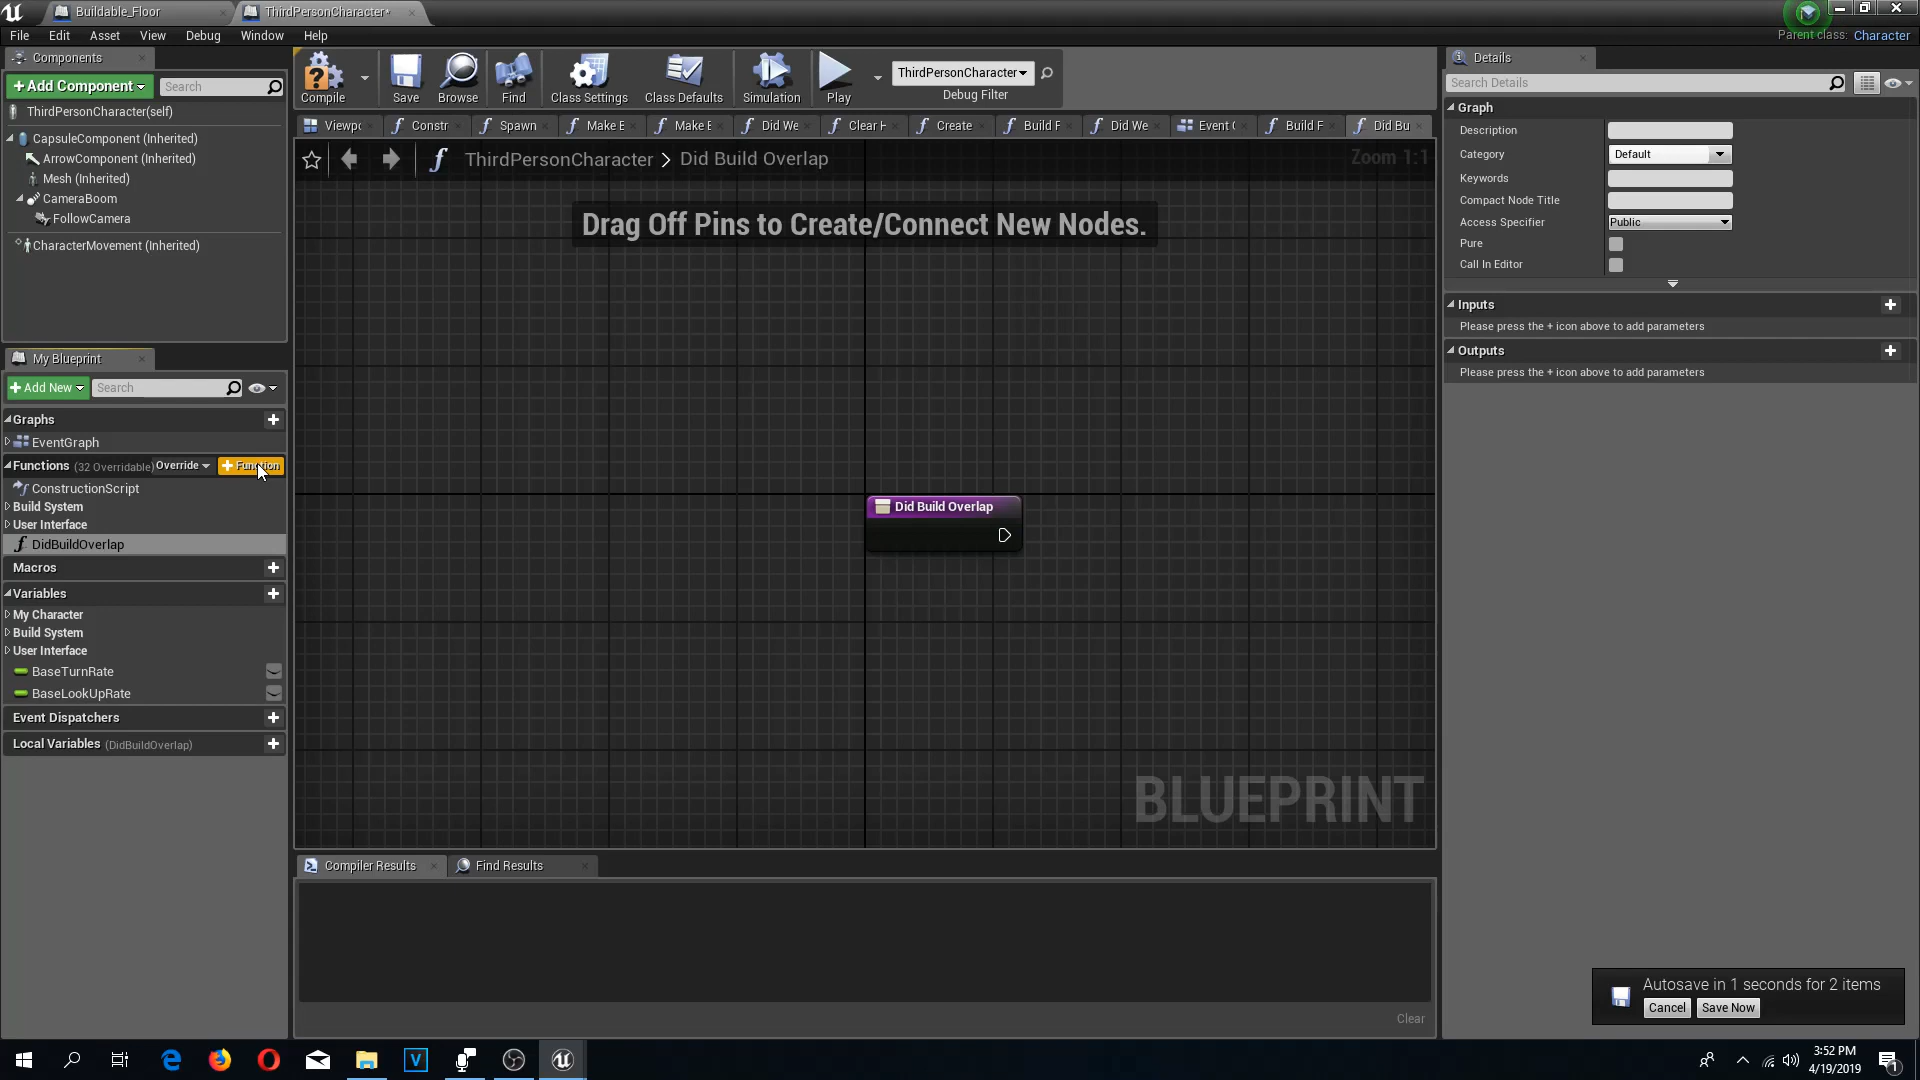 Buildable_Floor
ThirdPersonCharacter*
File Edit Asset View Debug Window Help
Parent class: Character
Components
+Add Component
Search
ThirdPersonCharacter(self)
CapsuleComponent (Inherited)
ArrowComponent (Inherited)
Mesh (Inherited)
CameraBoom
FollowCamera
CharacterMovement (Inherited)
My Blueprint
+Add New
Search
Graphs
EventGraph
Functions (32 Overridable) Override + Function
ConstructionScript
Build System
User Interface
DidBuildOverlap
Macros
Variables
My Character
Build System
User Interface
BaseTurnRate
BaseLookUpRate
Event Dispatchers
Local Variables (DidBuildOverlap)
Compile
Save
Browse
Find
Class Settings
Class Defaults
Simulation
Play
ThirdPersonCharacter
Debug Filter
Viewpo Constr Spawn Make E Make E Did We Clear H Create Build F Did We Event G Build F Did Bu
ThirdPersonCharacter > Did Build Overlap
Zoom 1:1
Drag Off Pins to Create/Connect New Nodes.
Did Build Overlap
BLUEPRINT
Compiler Results
Find Results
Clear
Details
Search Details
Graph
Description
Category Default
Keywords
Compact Node Title
Access Specifier Public
Pure
Call In Editor
Inputs
Please press the + icon above to add parameters
Outputs
Please press the + icon above to add parameters
Autosave in 1 seconds for 2 items
Cancel Save Now
3:52 PM
4/19/2019